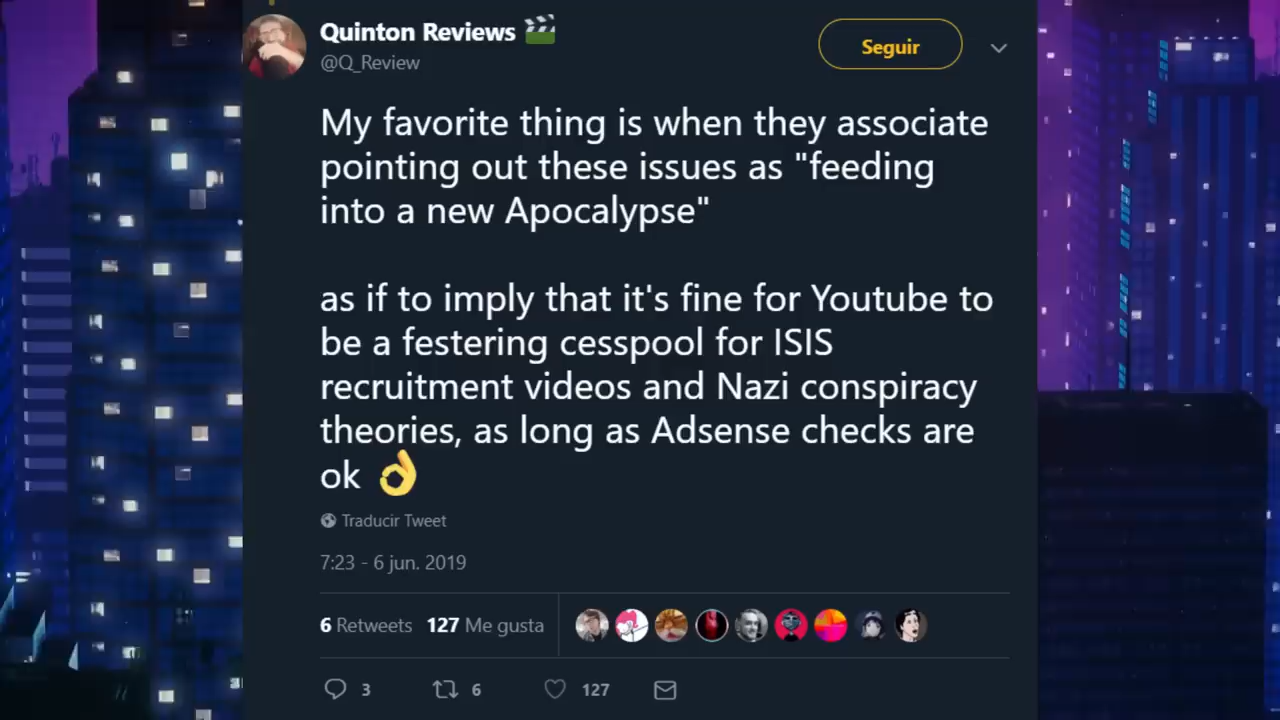 Quinton Reviews 🎬
@Q_Review
Seguir
My favorite thing is when they associate
pointing out these issues as "feeding
into a new Apocalypse"
as if to imply that it's fine for Youtube to
be a festering cesspool for ISIS
recruitment videos and Nazi conspiracy
theories, as long as Adsense checks are
ok 👌
Traducir Tweet
7:23 - 6 jun. 2019
6 Retweets 127 Me gusta
3 6 127